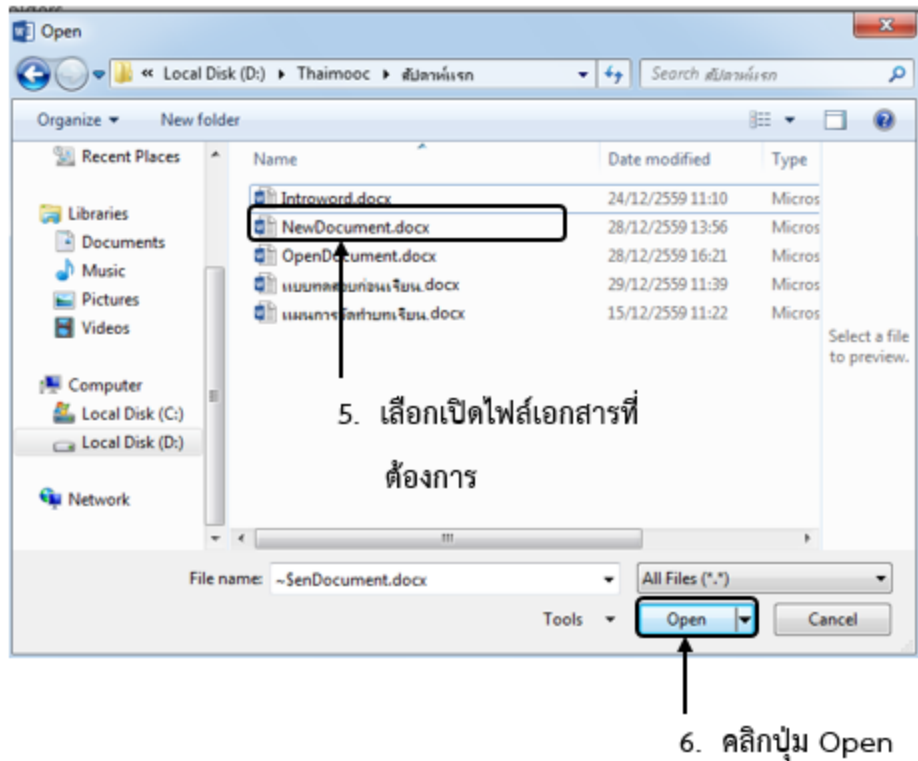 Open
« Local Disk (D:) ▸ Thaimooc ▸ สัปดาห์แรก
Search สัปดาห์แรก
Organize New folder
Name Date modified Type
Recent Places
Libraries
Documents
Music
Pictures
Videos
Computer
Local Disk (C:)
Local Disk (D:)
Network
Introword.docx 24/12/2559 11:10 Micros
NewDocument.docx 28/12/2559 13:56 Micros
OpenDocument.docx 28/12/2559 16:21 Micros
แบบทดสอบก่อนเรียน.docx 29/12/2559 11:39 Micros
แผนการจัดทำบทเรียน.docx 15/12/2559 11:22 Micros
Select a file
to preview.
5. เลือกเปิดไฟล์เอกสารที่
ต้องการ
File name: ~$enDocument.docx All Files (*.*)
Tools Open Cancel
6. คลิกปุ่ม Open